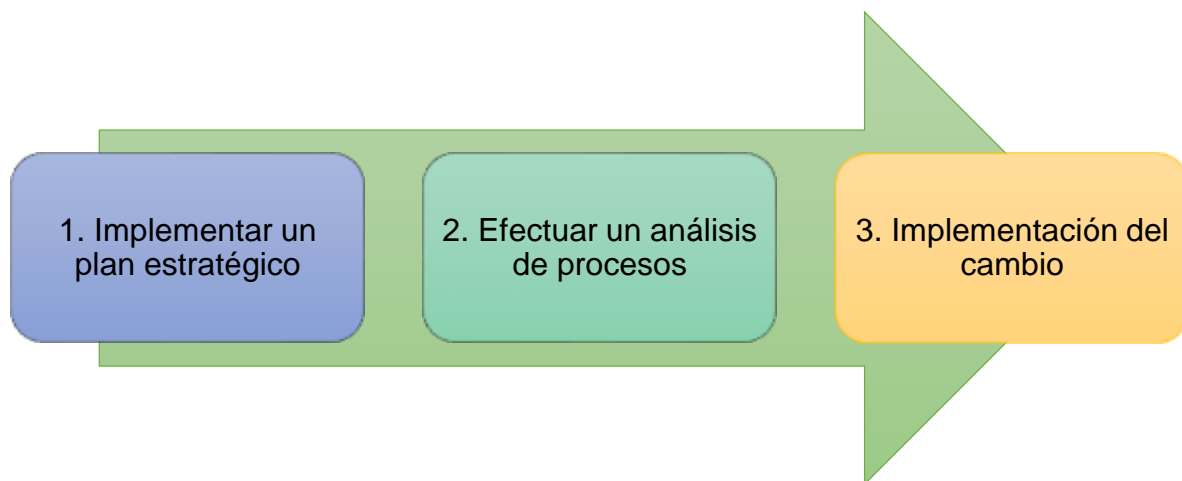 1. Implementar un
plan estratégico
2. Efectuar un análisis
de procesos
3. Implementación del
cambio